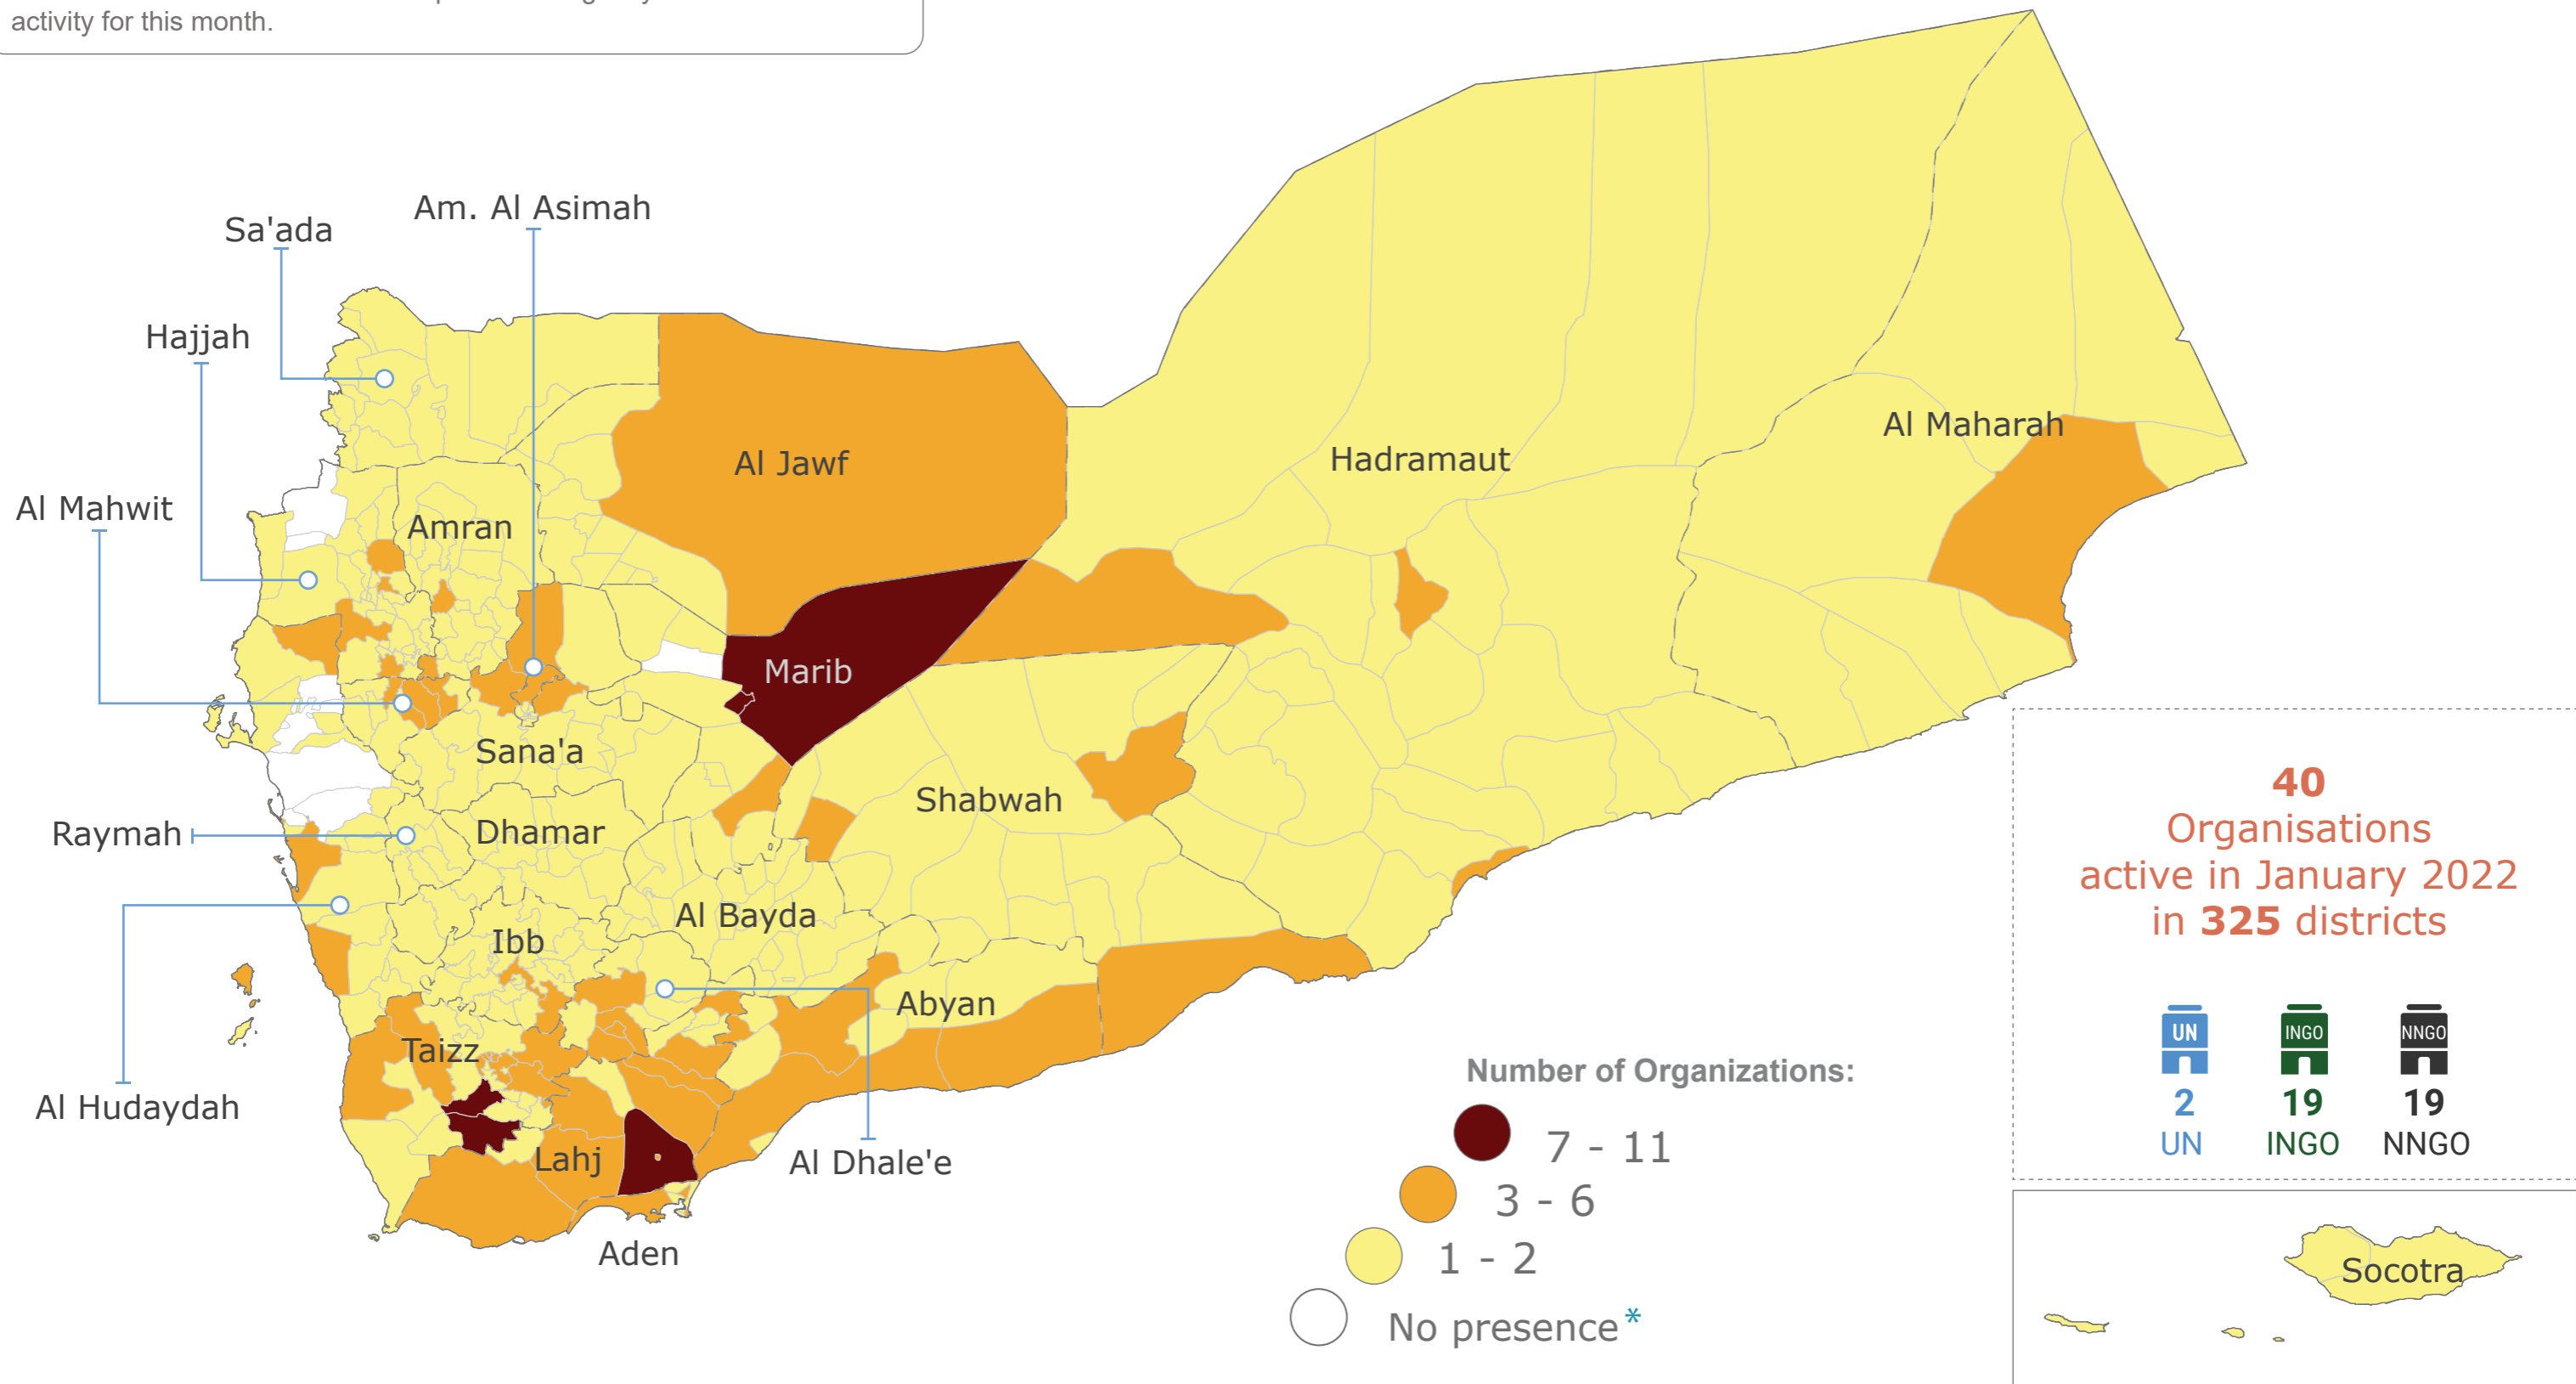 activity for this month.
Am. Al Asimah
Sa'ada
Hajjah
Al Mahwit
Amran
Al Jawf
Hadramaut
Al Maharah
Marib
Sana'a
Shabwah
Raymah
Dhamar
Al Bayda
Ibb
Abyan
Taizz
Al Hudaydah
Lahj
Al Dhale'e
Aden
Number of Organizations:
7 - 11
3 - 6
1 - 2
No presence*
40
Organisations
active in January 2022
in 325 districts
UN INGO NNGO
2 19 19
UN INGO NNGO
Socotra